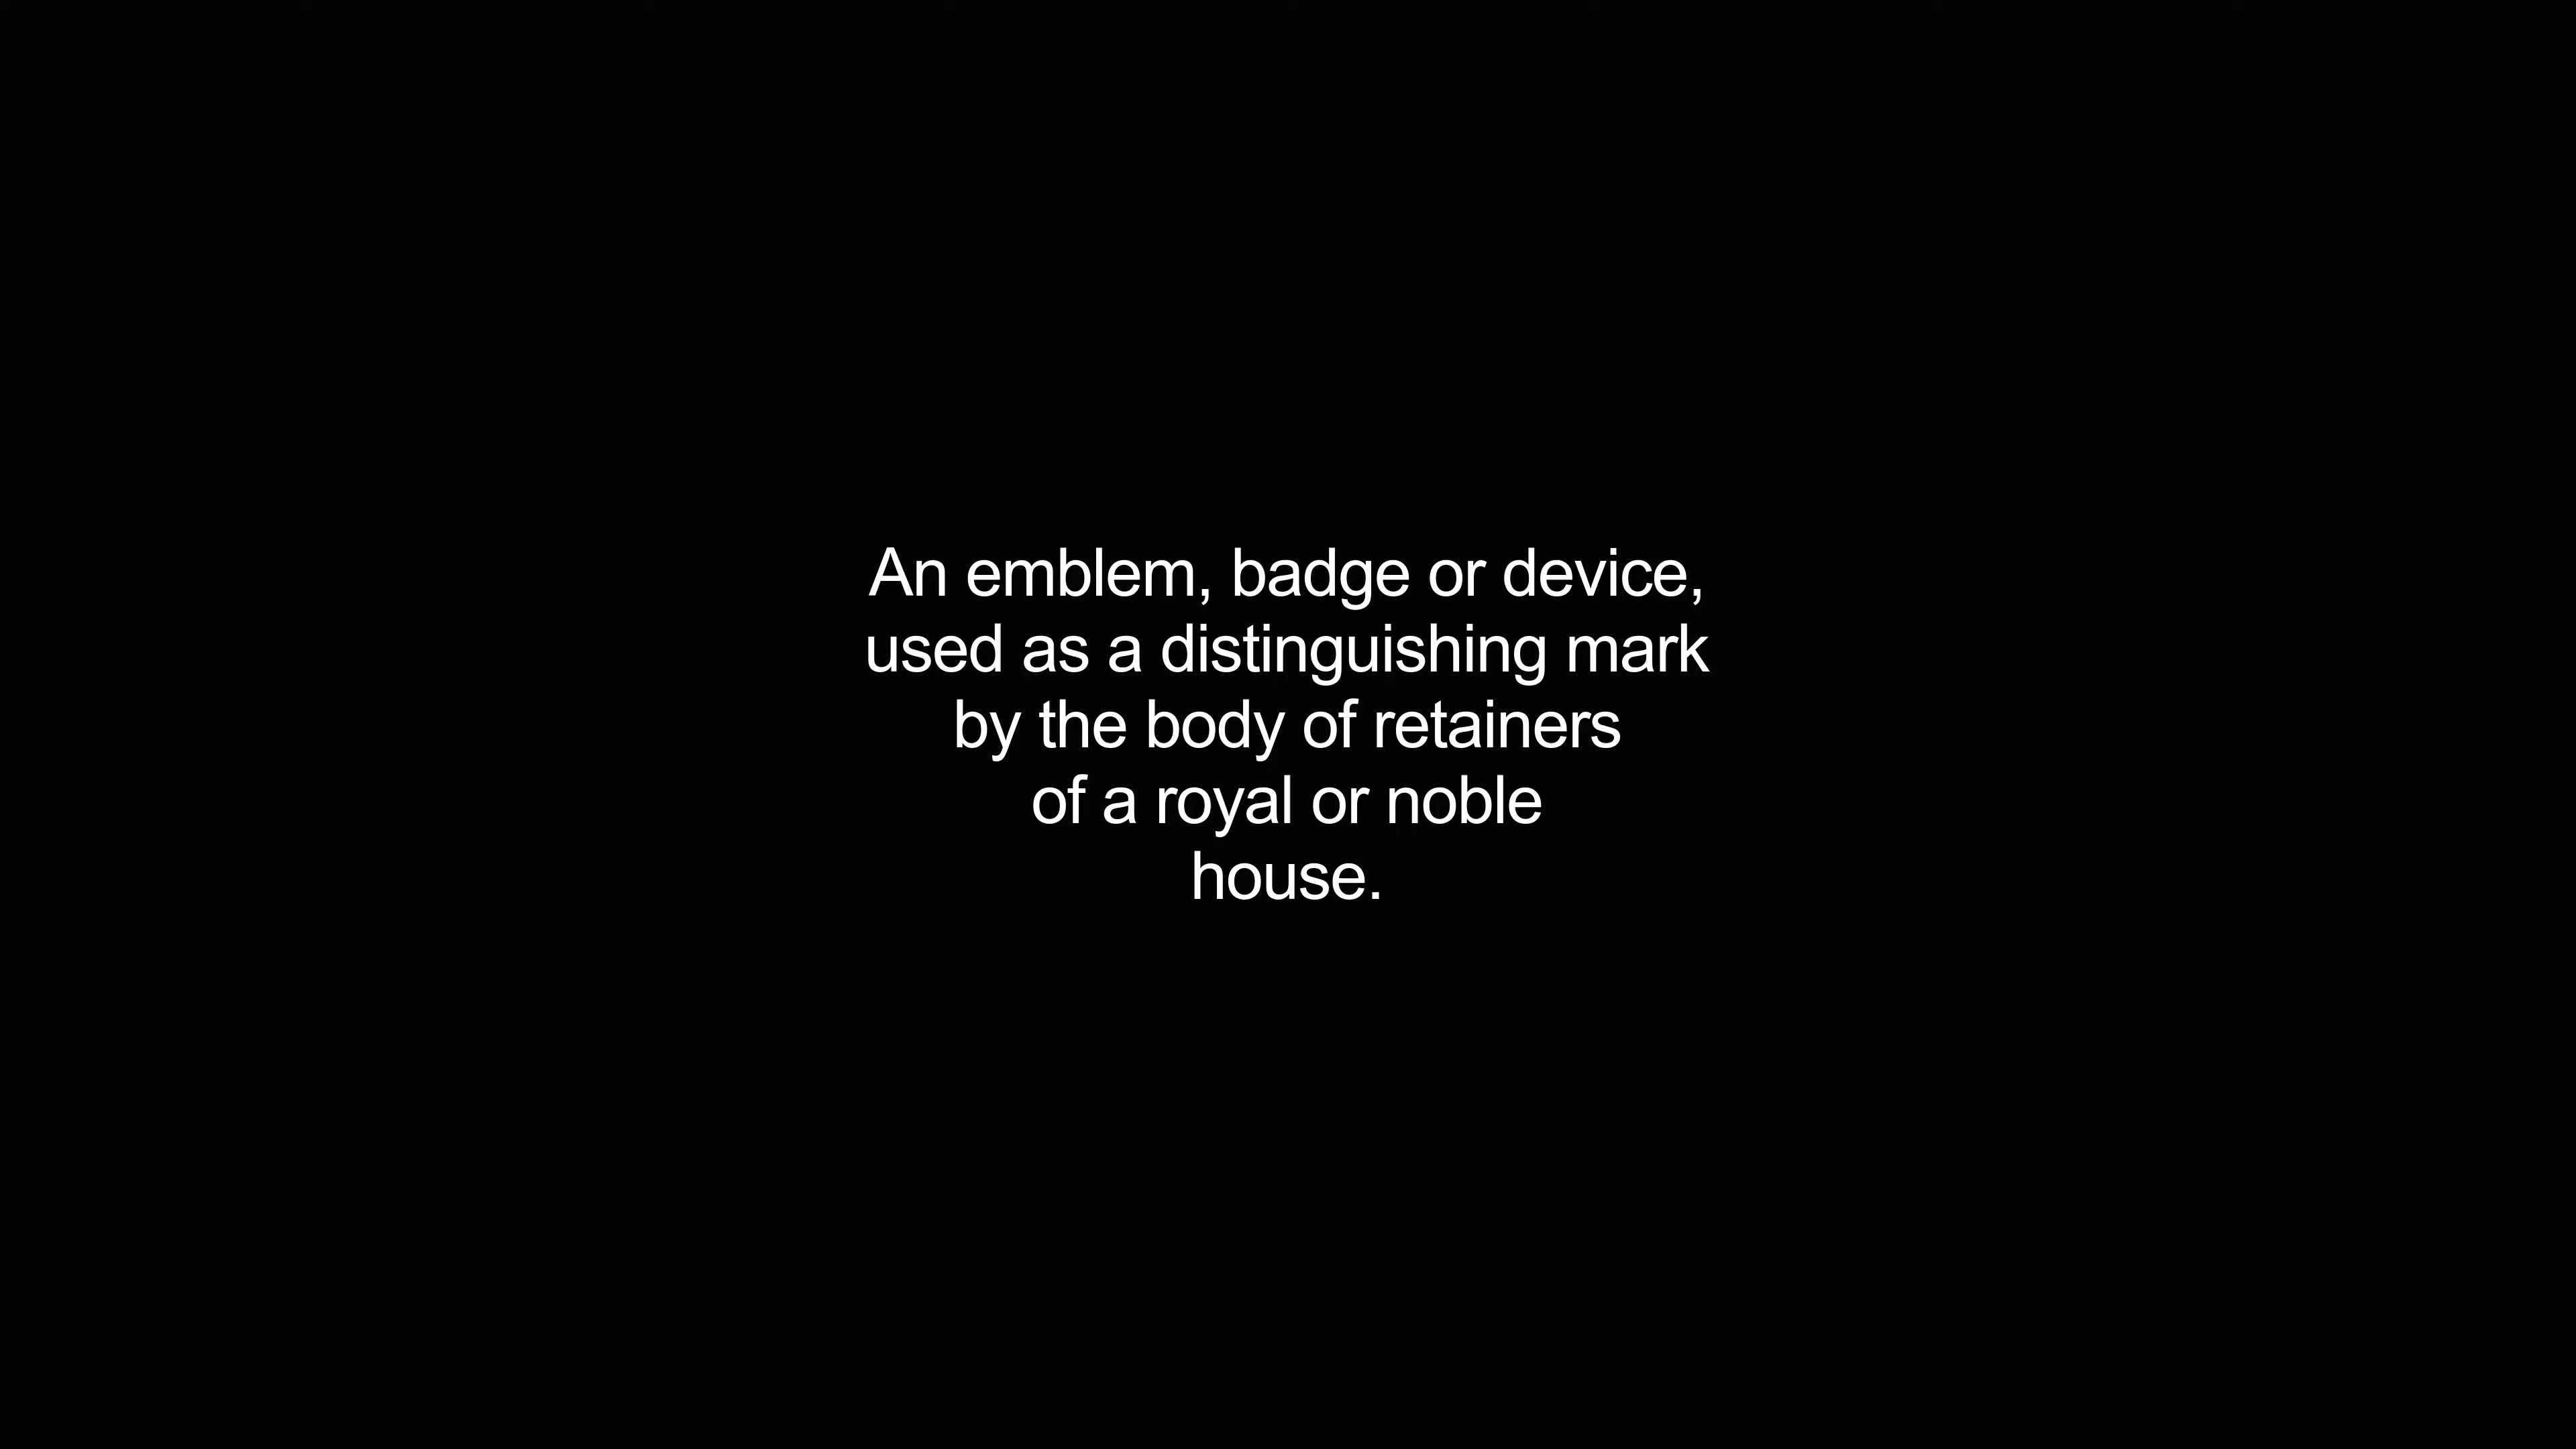 An emblem, badge or device,
used as a distinguishing mark
by the body of retainers
of a royal or noble
house.